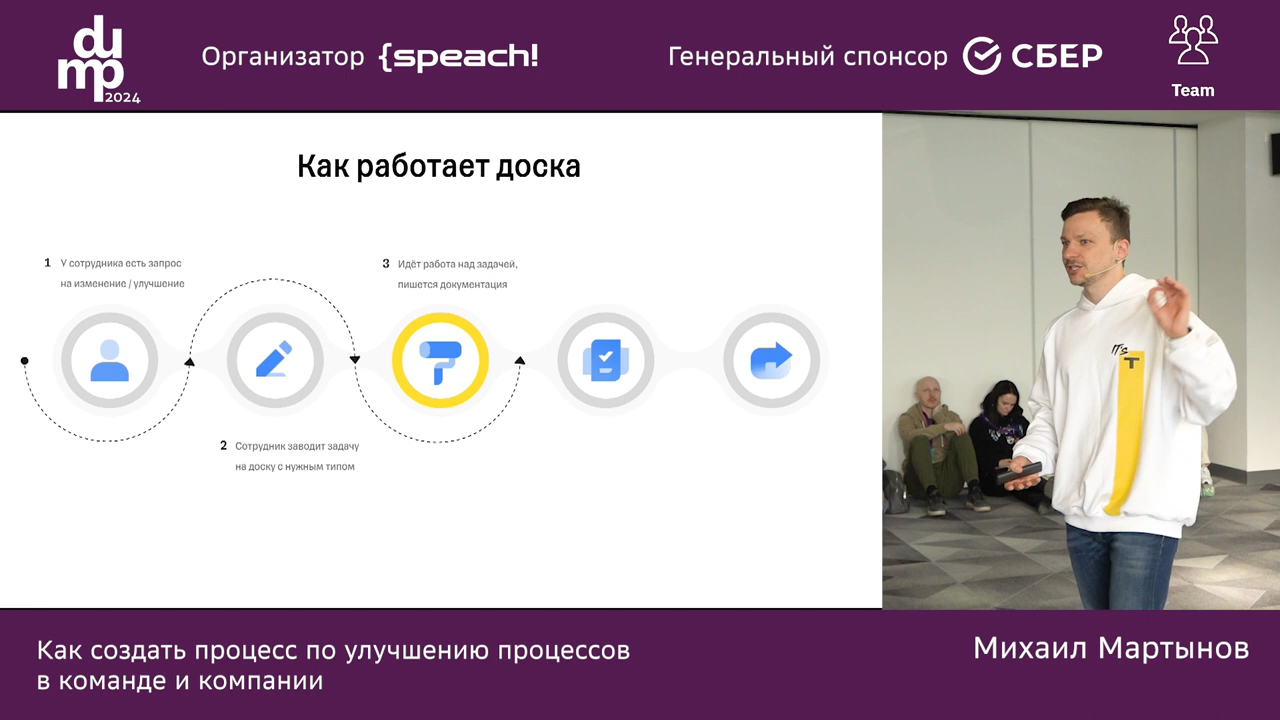 dump
2024
Организатор {speach!
Генеральный спонсор СБЕР
Team
Как работает доска
1 У сотрудника есть запрос
на изменение / улучшение
3 Идёт работа над задачей,
пишется документация
2 Сотрудник заводит задачу
на доску с нужным типом
IT'S
T
Как создать процесс по улучшению процессов
в команде и компании
Михаил Мартынов